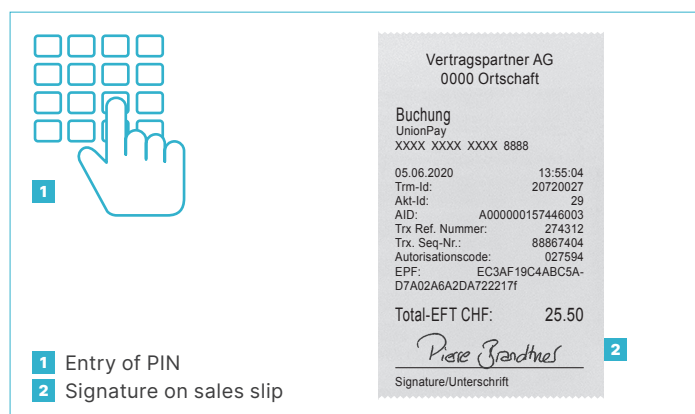 1
1 Entry of PIN
2 Signature on sales slip
Vertragspartner AG
0000 Ortschaft
Buchung
UnionPay
XXXX XXXX XXXX 8888
05.06.2020 13:55:04
Trm-Id: 20720027
Akt-Id: 29
AID: A000000157446003
Trx Ref. Nummer: 274312
Trx. Seq-Nr.: 88867404
Autorisationscode: 027594
EPF: EC3AF19C4ABC5A-
D7A02A6A2DA722217f
Total-EFT CHF: 25.50
Pierre Brandtner
2
Signature/Unterschrift